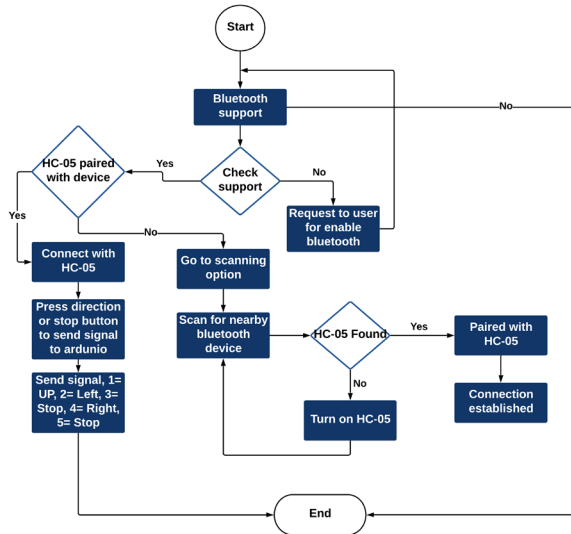 Start
Bluetooth
support
No
HC-05 paired
with device
Yes
Check
support
No
Yes
Request to user
for enable
bluetooth
No
Connect with
HC-05
Go to scanning
option
Press direction
or stop button
to send signal
to ardunio
Scan for nearby
bluetooth
device
HC-05 Found
Yes
Paired with
HC-05
Send signal, 1=
UP, 2= Left, 3=
Stop, 4= Right,
5= Stop
No
Turn on HC-05
Connection
established
End